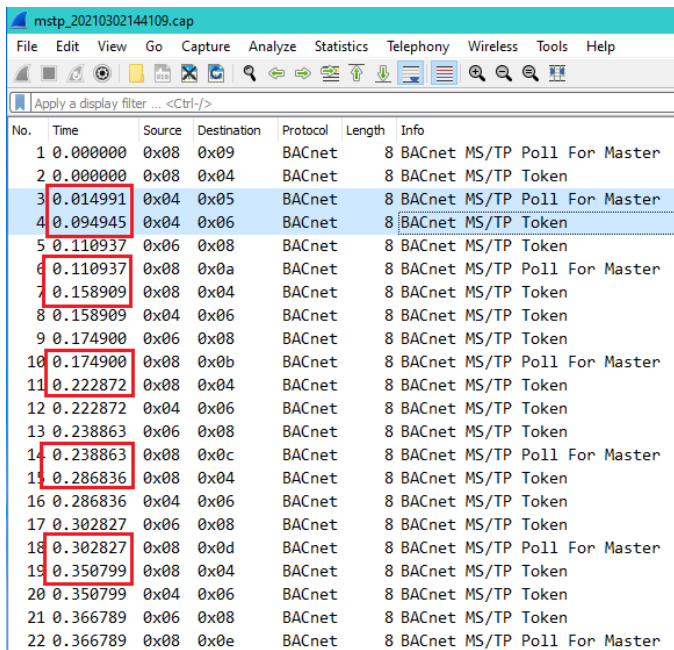 mstp_20210302144109.cap
File Edit View Go Capture Analyze Statistics Telephony Wireless Tools Help
Apply a display filter ... <Ctrl-/>
No. Time Source Destination Protocol Length Info
1 0.000000 0x08 0x09 BACnet 8 BACnet MS/TP Poll For Master
2 0.000000 0x08 0x04 BACnet 8 BACnet MS/TP Token
3 0.014991 0x04 0x05 BACnet 8 BACnet MS/TP Poll For Master
4 0.094945 0x04 0x06 BACnet 8 BACnet MS/TP Token
5 0.110937 0x06 0x08 BACnet 8 BACnet MS/TP Token
6 0.110937 0x08 0x0a BACnet 8 BACnet MS/TP Poll For Master
7 0.158909 0x08 0x04 BACnet 8 BACnet MS/TP Token
8 0.158909 0x04 0x06 BACnet 8 BACnet MS/TP Token
9 0.174900 0x06 0x08 BACnet 8 BACnet MS/TP Token
10 0.174900 0x08 0x0b BACnet 8 BACnet MS/TP Poll For Master
11 0.222872 0x08 0x04 BACnet 8 BACnet MS/TP Token
12 0.222872 0x04 0x06 BACnet 8 BACnet MS/TP Token
13 0.238863 0x06 0x08 BACnet 8 BACnet MS/TP Token
14 0.238863 0x08 0x0c BACnet 8 BACnet MS/TP Poll For Master
15 0.286836 0x08 0x04 BACnet 8 BACnet MS/TP Token
16 0.286836 0x04 0x06 BACnet 8 BACnet MS/TP Token
17 0.302827 0x06 0x08 BACnet 8 BACnet MS/TP Token
18 0.302827 0x08 0x0d BACnet 8 BACnet MS/TP Poll For Master
19 0.350799 0x08 0x04 BACnet 8 BACnet MS/TP Token
20 0.350799 0x04 0x06 BACnet 8 BACnet MS/TP Token
21 0.366789 0x06 0x08 BACnet 8 BACnet MS/TP Token
22 0.366789 0x08 0x0e BACnet 8 BACnet MS/TP Poll For Master